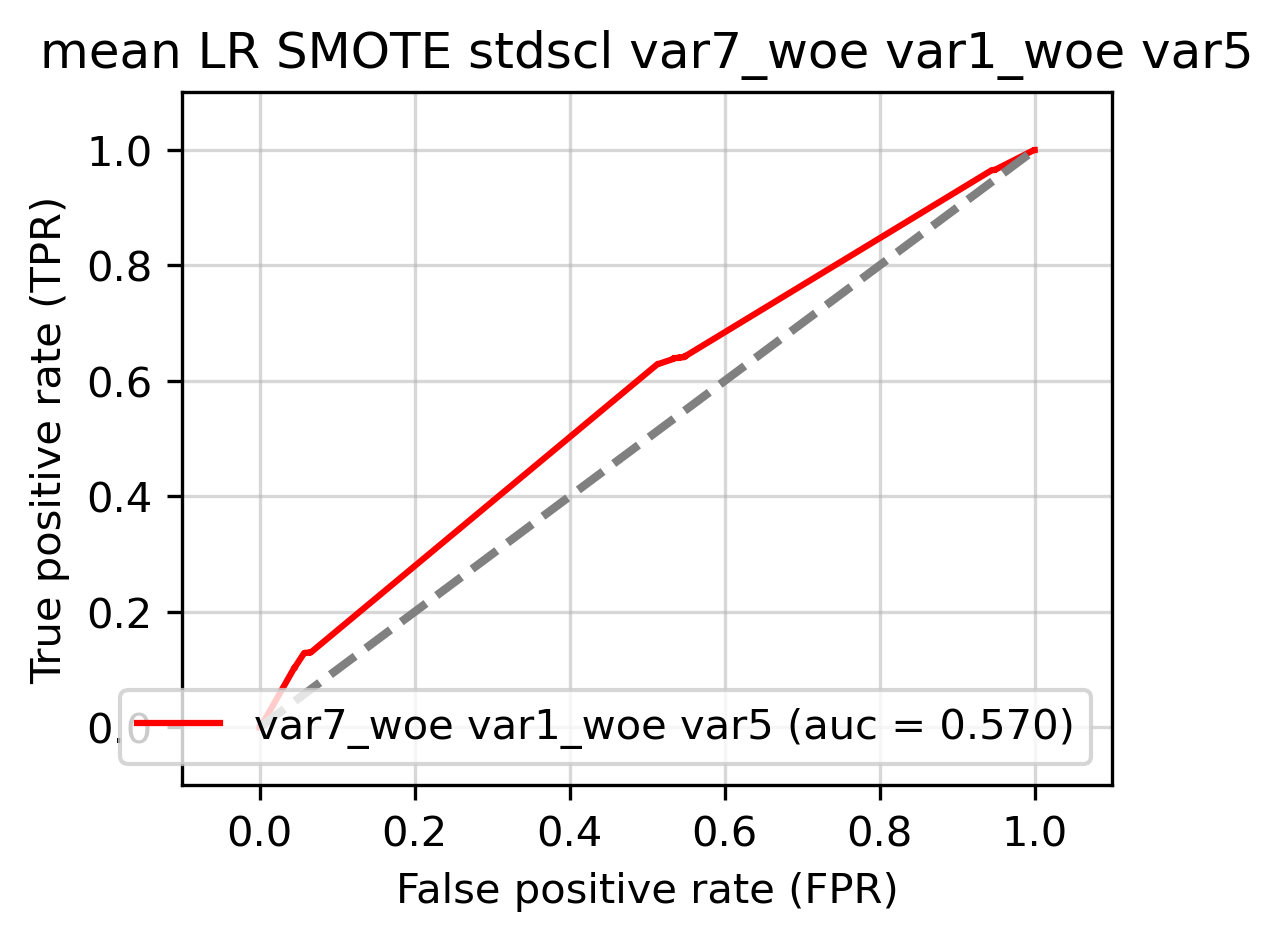 mean LR SMOTE stdscl var7_woe var1_woe var5
True positive rate (TPR)
1.0
0.8
0.6
0.4
0.2
0.0
var7_woe var1_woe var5 (auc = 0.570)
0.0 0.2 0.4 0.6 0.8 1.0
False positive rate (FPR)